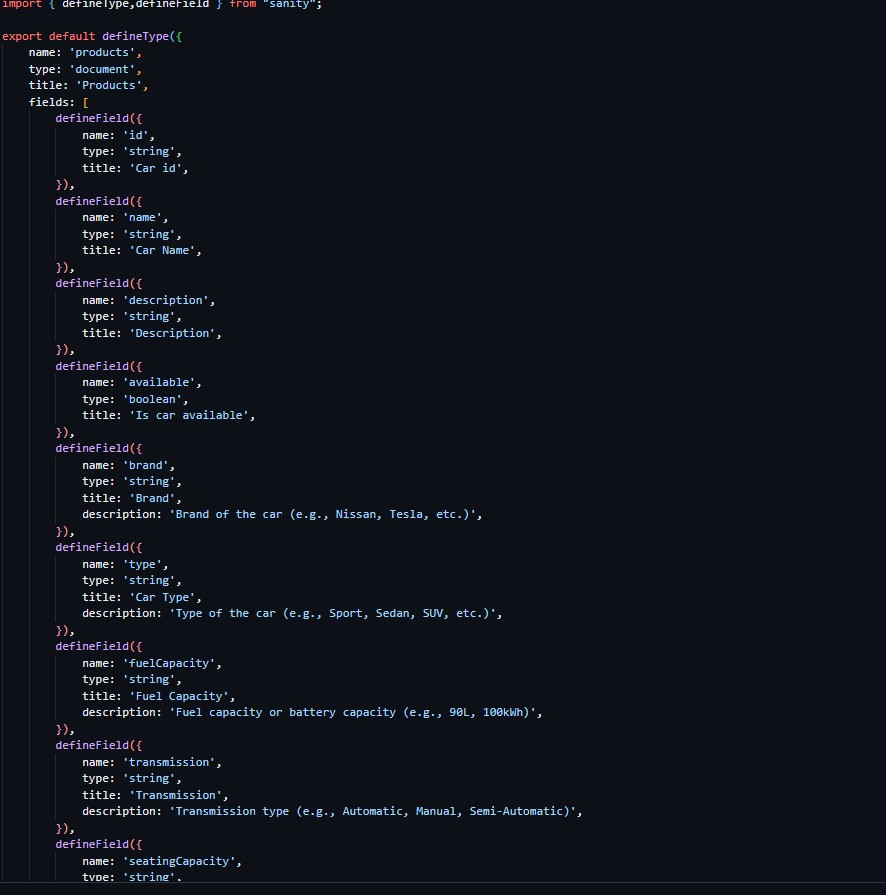 import { defineType,defineField } from "sanity";
export default defineType({
name: 'products',
type: 'document',
title: 'Products',
fields: [
defineField({
name: 'id',
type: 'string',
title: 'Car id',
}),
defineField({
name: 'name',
type: 'string',
title: 'Car Name',
}),
defineField({
name: 'description',
type: 'string',
title: 'Description',
}),
defineField({
name: 'available',
type: 'boolean',
title: 'Is car available',
}),
defineField({
name: 'brand',
type: 'string',
title: 'Brand',
description: 'Brand of the car (e.g., Nissan, Tesla, etc.)',
}),
defineField({
name: 'type',
type: 'string',
title: 'Car Type',
description: 'Type of the car (e.g., Sport, Sedan, SUV, etc.)',
}),
defineField({
name: 'fuelCapacity',
type: 'string',
title: 'Fuel Capacity',
description: 'Fuel capacity or battery capacity (e.g., 90L, 100kWh)',
}),
defineField({
name: 'transmission',
type: 'string',
title: 'Transmission',
description: 'Transmission type (e.g., Automatic, Manual, Semi-Automatic)',
}),
defineField({
name: 'seatingCapacity',
type: 'string',